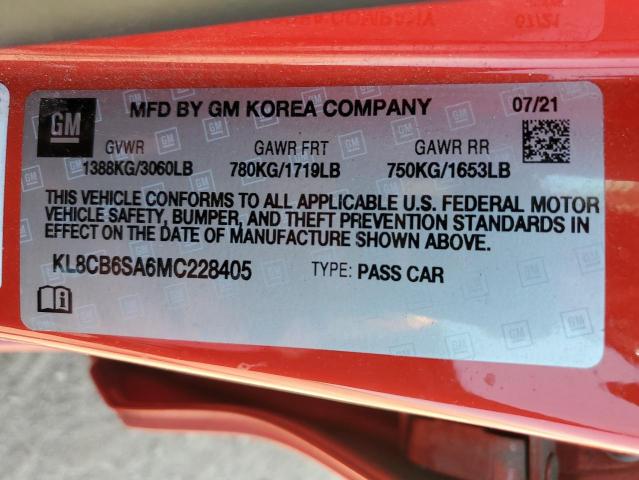 GM MFD BY GM KOREA COMPANY 07/21
GVWR GAWR FRT GAWR RR
1388KG/3060LB 780KG/1719LB 750KG/1653LB
THIS VEHICLE CONFORMS TO ALL APPLICABLE U.S. FEDERAL MOTOR
VEHICLE SAFETY, BUMPER, AND THEFT PREVENTION STANDARDS IN
EFFECT ON THE DATE OF MANUFACTURE SHOWN ABOVE.
KL8CB6SA6MC228405 TYPE: PASS CAR